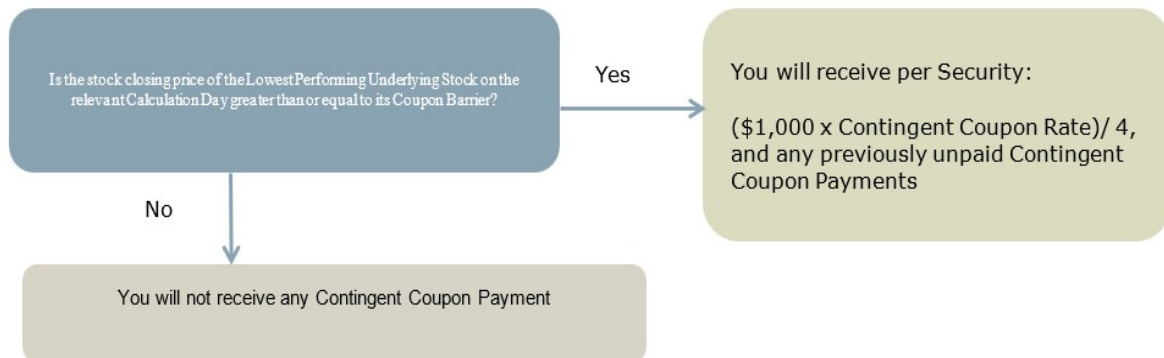 Is the stock closing price of the Lowest Performing Underlying Stock on the
relevant Calculation Day greater than or equal to its Coupon Barrier?
Yes
You will receive per Security:
($1,000 x Contingent Coupon Rate)/ 4,
and any previously unpaid Contingent
Coupon Payments
No
You will not receive any Contingent Coupon Payment